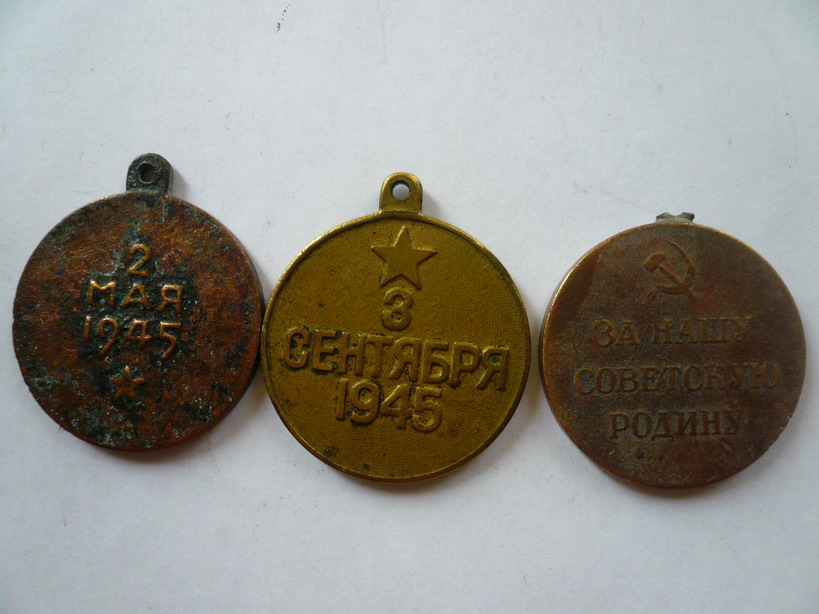 2
МАЯ
1945
3
СЕНТЯБРЯ
1945
ЗА НАШУ
СОВЕТСКУЮ
РОДИНУ